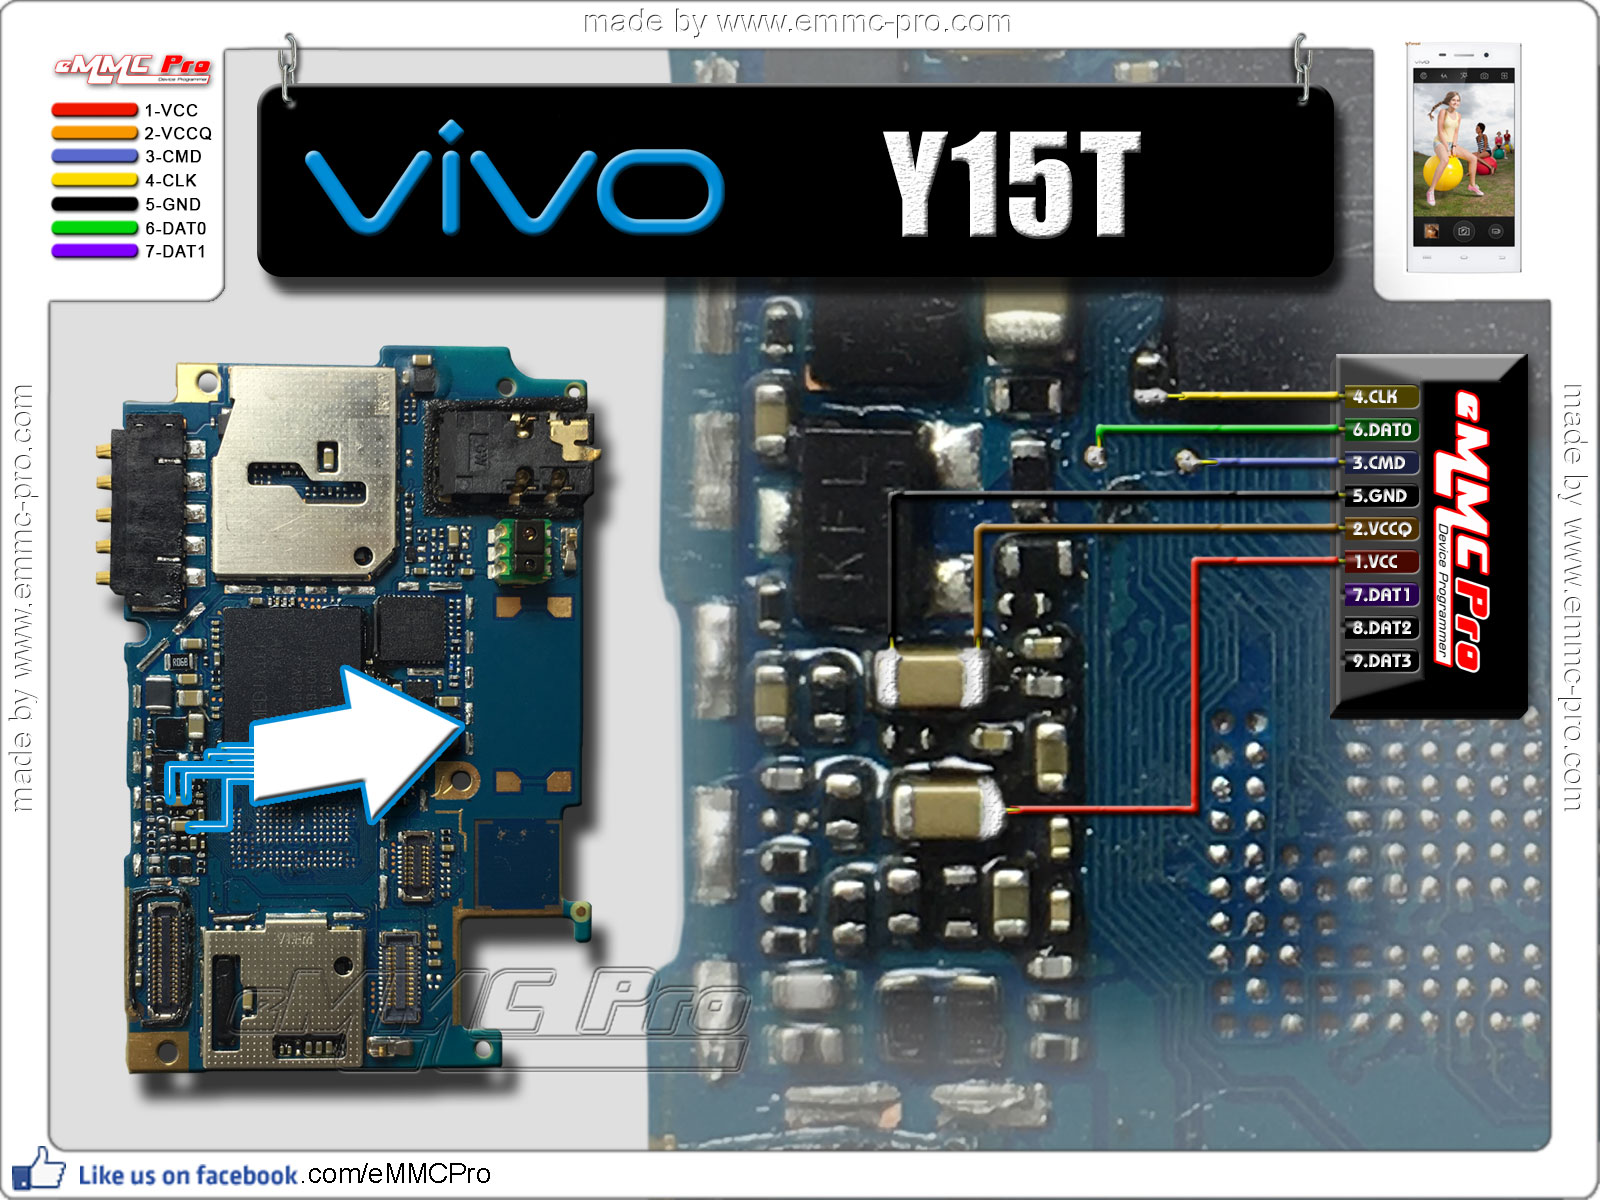 made by www.emmc-pro.com
eMMC Pro
Device Programmer
1-VCC
2-VCCQ
3-CMD
4-CLK
5-GND
6-DAT0
7-DAT1
vivo Y15T
vivo
made by www.emmc-pro.com
made by www.emmc-pro.com
4.CLK
6.DAT0
3.CMD
5.GND
2.VCCQ
1.VCC
7.DAT1
8.DAT2
9.DAT3
eMMC Pro
Device Programmer
KFL
R068
eMMC Pro
Like us on facebook.com/eMMCPro